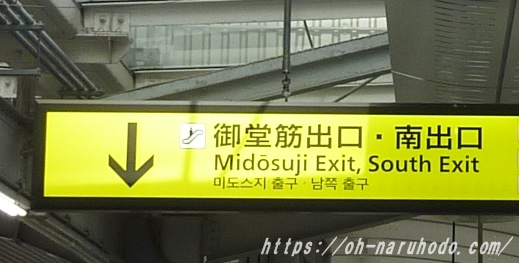 御堂筋出口・南出口
Midōsuji Exit, South Exit
미도스지 출구·남쪽 출구
https://oh-naruhodo.com/